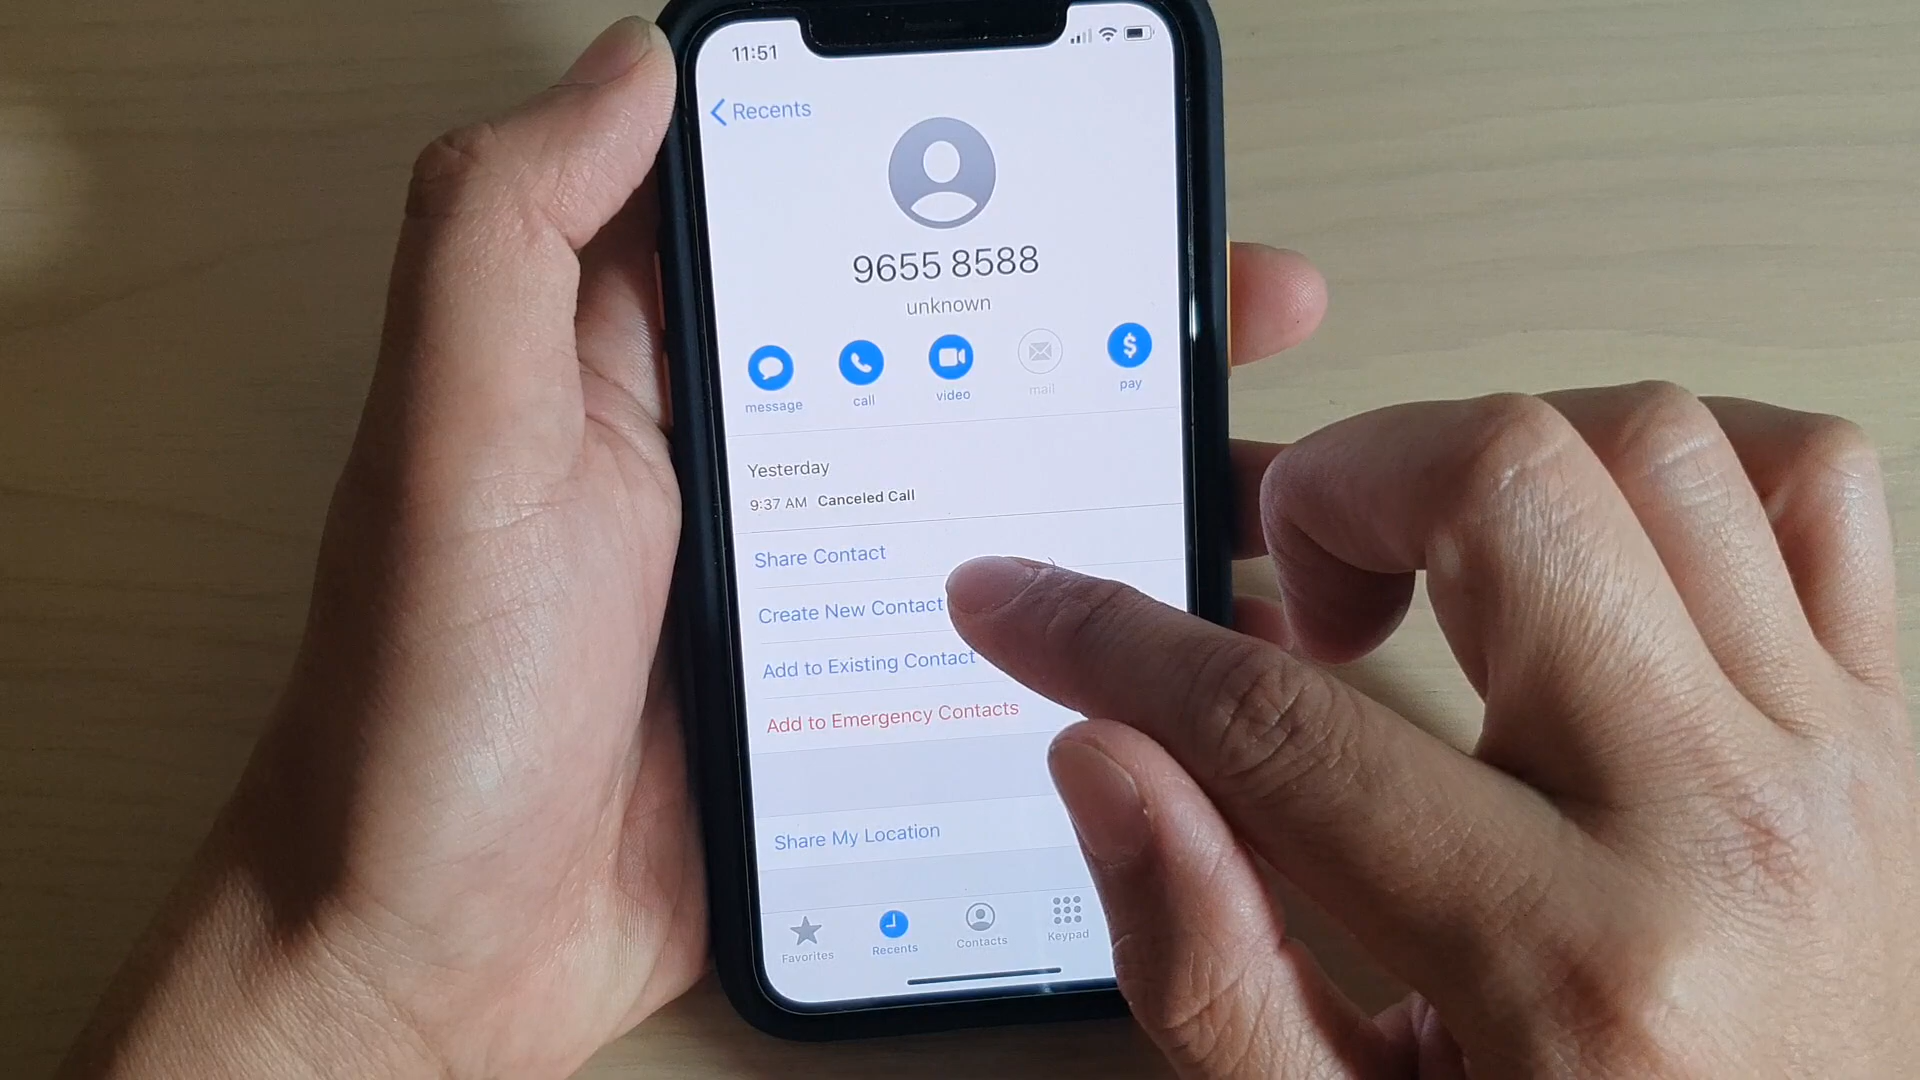 11:51
Recents
9655 8588
unknown
message call video mail pay
Yesterday
9:37 AM Canceled Call
Share Contact
Create New Contact
Add to Existing Contact
Add to Emergency Contacts
Share My Location
Favorites Recents Contacts Keypad